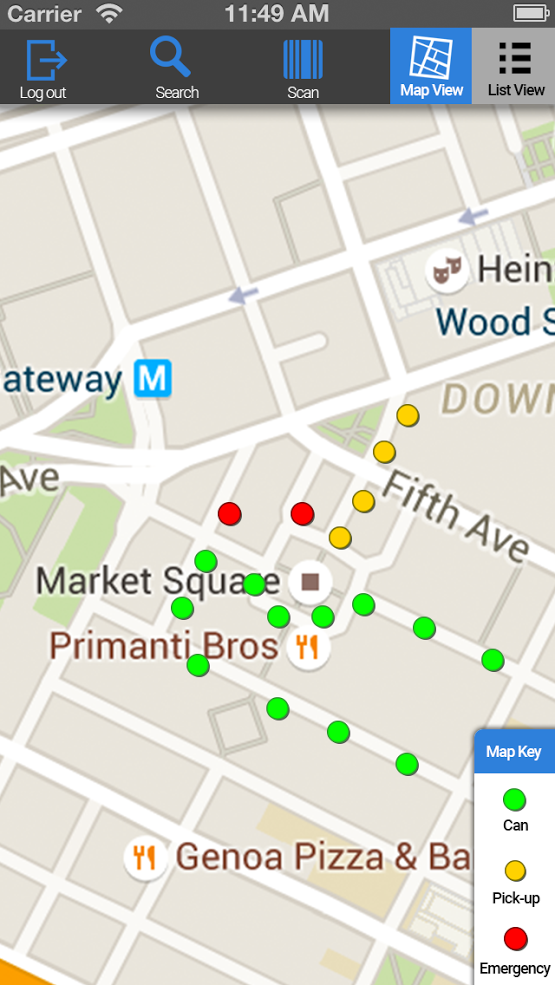 Carrier 11:49 AM
Log out Search Scan Map View List View
Hein
Wood S
ateway M
DOWN
Ave
Fifth Ave
Market Square
Primanti Bros
Map Key
Can
Genoa Pizza & Ba
Pick-up
Emergency